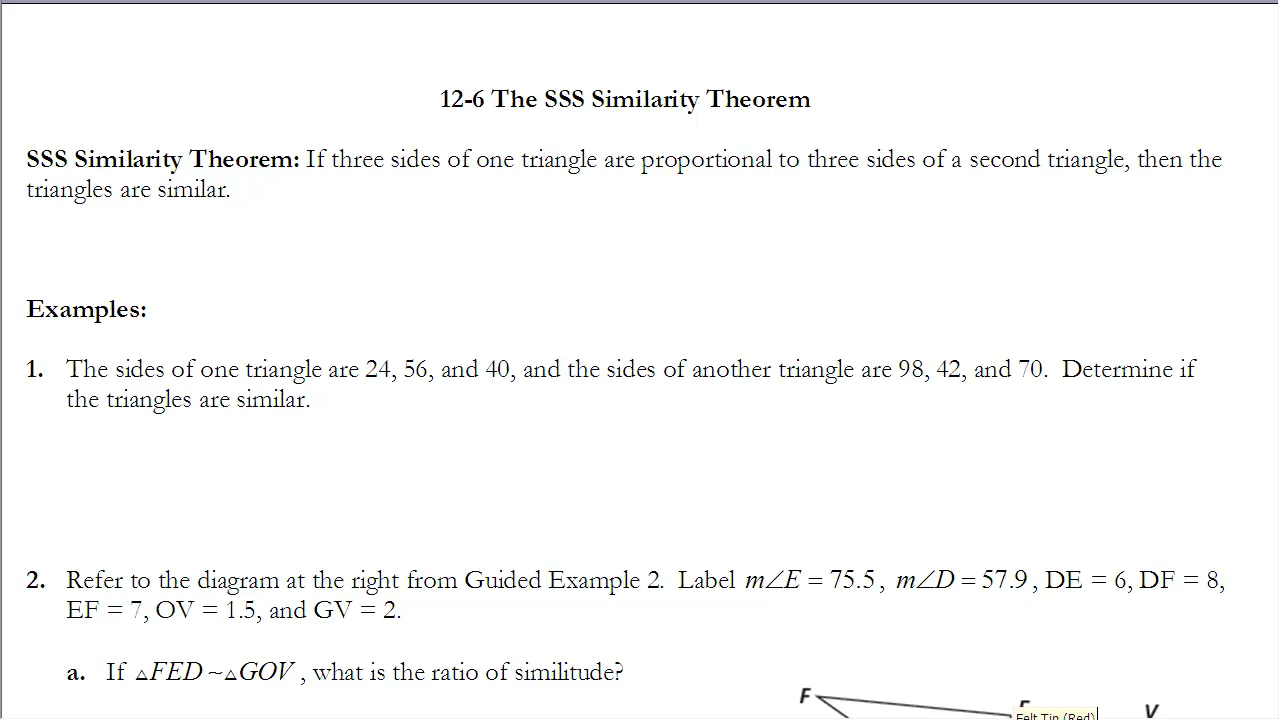 12-6 The SSS Similarity Theorem
SSS Similarity Theorem: If three sides of one triangle are proportional to three sides of a second triangle, then the
triangles are similar.
Examples:
1. The sides of one triangle are 24, 56, and 40, and the sides of another triangle are 98, 42, and 70. Determine if
the triangles are similar.
2. Refer to the diagram at the right from Guided Example 2. Label m∠E = 75.5, m∠D = 57.9, DE = 6, DF = 8,
EF = 7, OV = 1.5, and GV = 2.
a. If △FED ~ △GOV, what is the ratio of similitude?
F V
Felt Tip (Red)